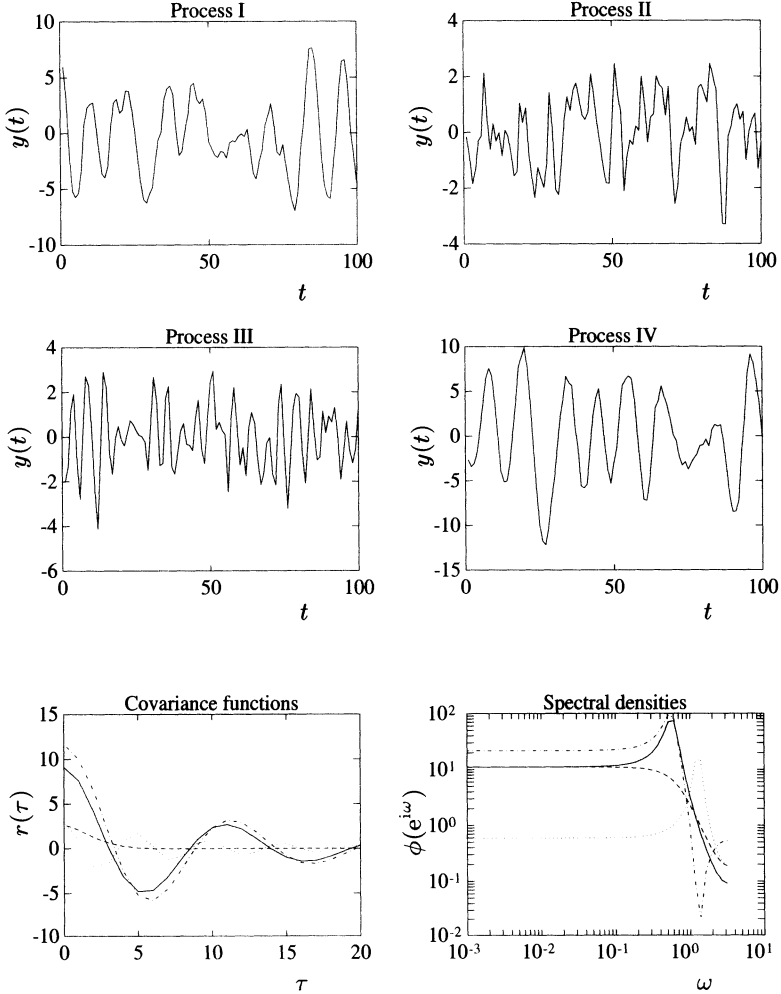 Process I
10
5
0
-5
-10
y(t)
0 50 100
t
Process II
4
2
0
-2
-4
y(t)
0 50 100
t
Process III
4
2
0
-2
-4
-6
y(t)
0 50 100
t
Process IV
10
5
0
-5
-10
-15
y(t)
0 50 100
t
Covariance functions
15
10
5
0
-5
-10
r(τ)
0 5 10 15 20
τ
Spectral densities
10²
10¹
10⁰
10⁻¹
10⁻²
ϕ(e^{iω})
10⁻³ 10⁻² 10⁻¹ 10⁰ 10¹
ω